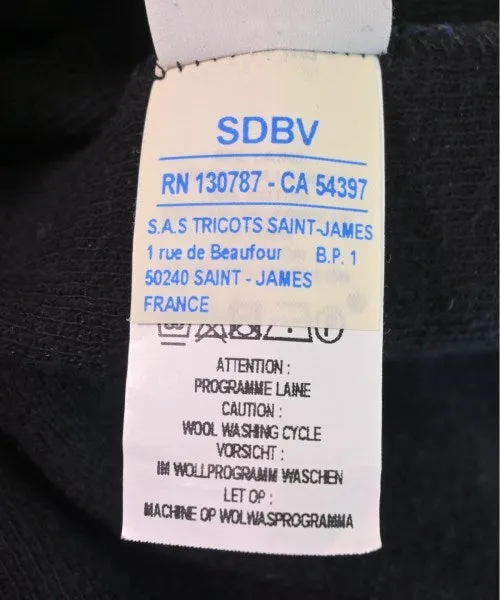 SDBV
RN 130787 - CA 54397
S.A.S TRICOTS SAINT-JAMES
1 rue de Beaufour B.P. 1
50240 SAINT - JAMES
FRANCE
ATTENTION :
PROGRAMME LAINE
CAUTION :
WOOL WASHING CYCLE
VORSICHT :
IM WOLLPROGRAMM WASCHEN
LET OP :
MACHINE OP WOLWASPROGRAMMA